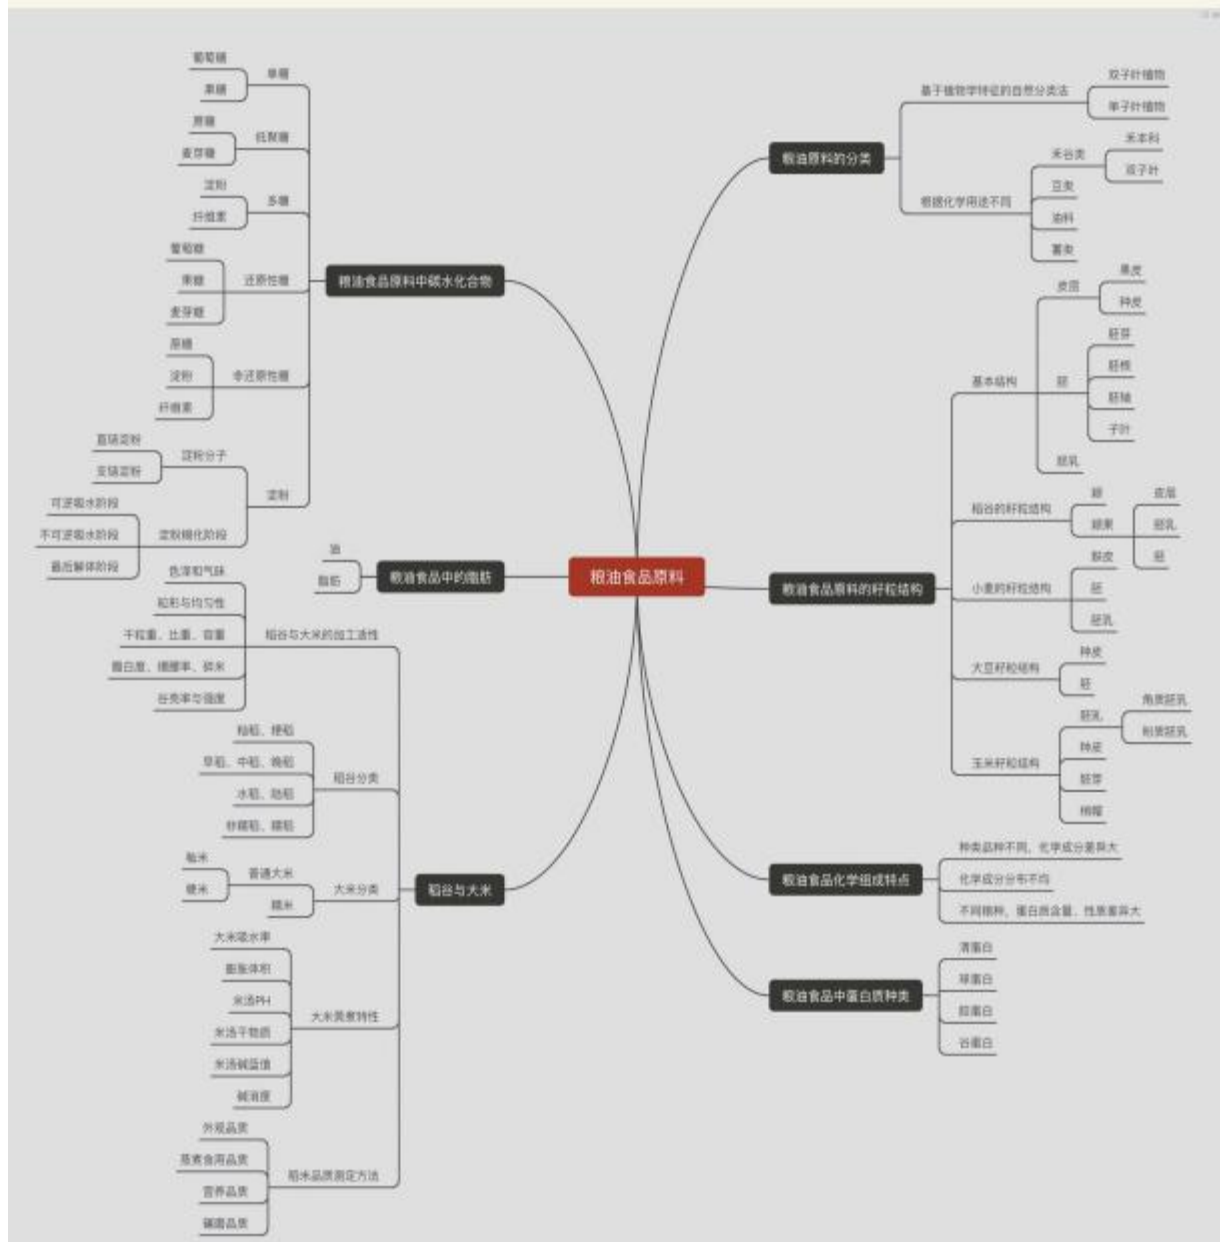 粮油食品原料
粮油原料的分类
基于植物学特征的自然分类法
双子叶植物
单子叶植物
根据化学用途不同
禾谷类
禾本科
双子叶
豆类
油料
薯类
粮油食品原料的籽粒结构
基本结构
皮层
果皮
种皮
胚
胚芽
胚根
胚轴
子叶
胚乳
稻谷的籽粒结构
颖
颖果
皮层
胚乳
胚
小麦的籽粒结构
麸皮
胚
胚乳
大豆籽粒结构
种皮
胚
玉米籽粒结构
胚乳
角质胚乳
粉质胚乳
种皮
胚芽
梢帽
粮油食品化学组成特点
种类品种不同，化学成分差异大
化学成分分布不均
不同粮种，蛋白质含量、性质差异大
粮油食品中蛋白质种类
清蛋白
球蛋白
胶蛋白
谷蛋白
粮油食品原料中碳水化合物
单糖
葡萄糖
果糖
低聚糖
蔗糖
麦芽糖
多糖
淀粉
纤维素
还原性糖
葡萄糖
果糖
麦芽糖
非还原性糖
蔗糖
淀粉
纤维素
淀粉
淀粉分子
直链淀粉
支链淀粉
淀粉糊化阶段
可逆吸水阶段
不可逆吸水阶段
最后解体阶段
粮油食品中的脂肪
油
脂肪
稻谷与大米
稻谷与大米的加工适性
色泽和气味
粒形与均匀性
千粒重、比重、容重
腹白度、爆腰率、碎米
谷壳率与强度
稻谷分类
籼稻、粳稻
早稻、中稻、晚稻
水稻、陆稻
非糯稻、糯稻
大米分类
普通大米
籼米
粳米
糯米
大米蒸煮特性
大米吸水率
膨胀体积
米汤PH
米汤干物质
米汤碘蓝值
碱消度
稻米品质测定方法
外观品质
蒸煮食用品质
营养品质
碾磨品质